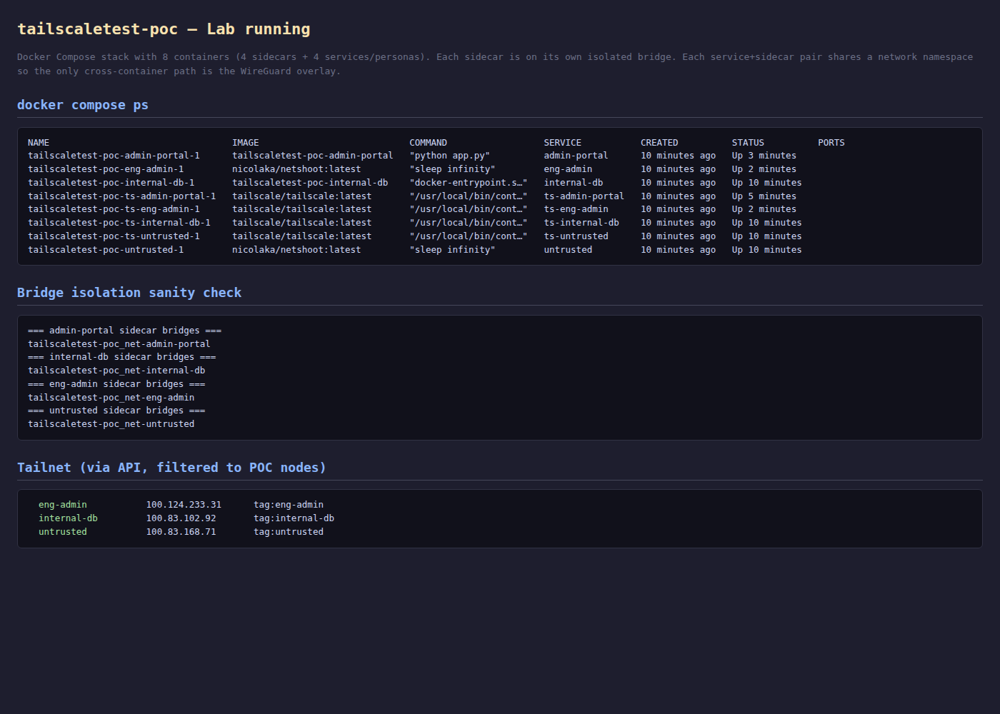 tailscaletest-poc — Lab running
Docker Compose stack with 8 containers (4 sidecars + 4 services/personas). Each sidecar is on its own isolated bridge. Each service+sidecar pair shares a network namespace
so the only cross-container path is the WireGuard overlay.
docker compose ps
NAME IMAGE COMMAND SERVICE CREATED STATUS PORTS
tailscaletest-poc-admin-portal-1 tailscaletest-poc-admin-portal "python app.py" admin-portal 10 minutes ago Up 3 minutes
tailscaletest-poc-eng-admin-1 nicolaka/netshoot:latest "sleep infinity" eng-admin 10 minutes ago Up 2 minutes
tailscaletest-poc-internal-db-1 tailscaletest-poc-internal-db "docker-entrypoint.s…" internal-db 10 minutes ago Up 10 minutes
tailscaletest-poc-ts-admin-portal-1 tailscale/tailscale:latest "/usr/local/bin/cont…" ts-admin-portal 10 minutes ago Up 5 minutes
tailscaletest-poc-ts-eng-admin-1 tailscale/tailscale:latest "/usr/local/bin/cont…" ts-eng-admin 10 minutes ago Up 2 minutes
tailscaletest-poc-ts-internal-db-1 tailscale/tailscale:latest "/usr/local/bin/cont…" ts-internal-db 10 minutes ago Up 10 minutes
tailscaletest-poc-ts-untrusted-1 tailscale/tailscale:latest "/usr/local/bin/cont…" ts-untrusted 10 minutes ago Up 10 minutes
tailscaletest-poc-untrusted-1 nicolaka/netshoot:latest "sleep infinity" untrusted 10 minutes ago Up 10 minutes
Bridge isolation sanity check
=== admin-portal sidecar bridges ===
tailscaletest-poc_net-admin-portal
=== internal-db sidecar bridges ===
tailscaletest-poc_net-internal-db
=== eng-admin sidecar bridges ===
tailscaletest-poc_net-eng-admin
=== untrusted sidecar bridges ===
tailscaletest-poc_net-untrusted
Tailnet (via API, filtered to POC nodes)
eng-admin 100.124.233.31 tag:eng-admin
internal-db 100.83.102.92 tag:internal-db
untrusted 100.83.168.71 tag:untrusted